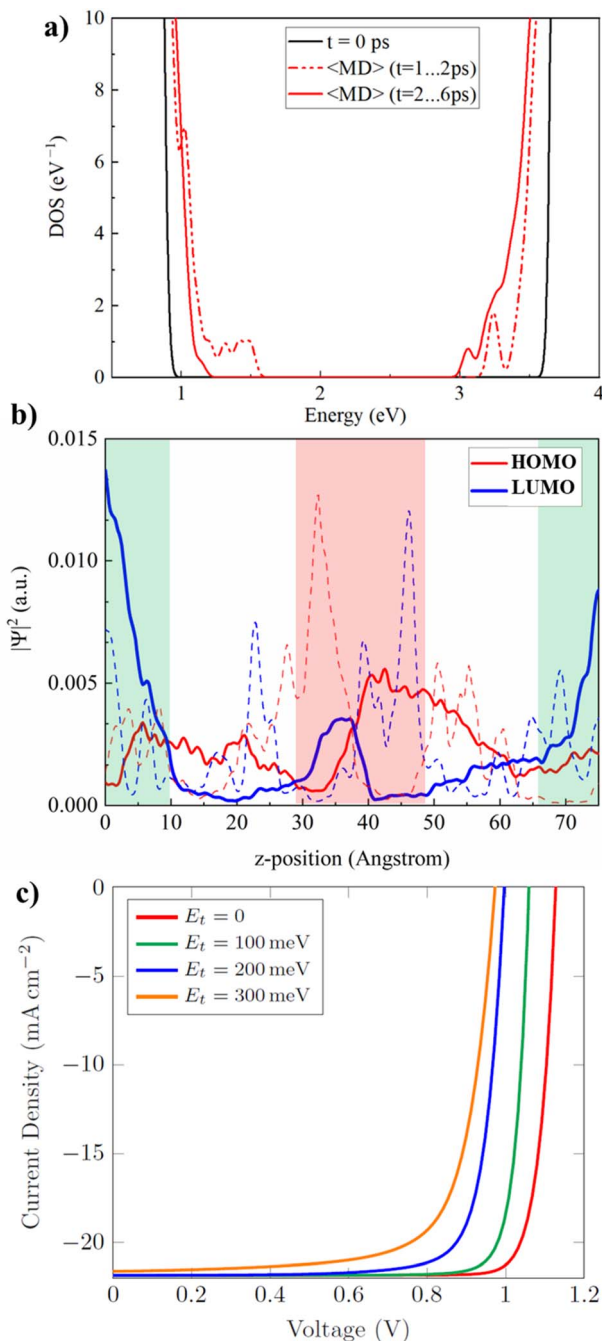 a)
10
8
6
4
2
0
DOS (eV⁻¹)
t = 0 ps
<MD> (t=1...2ps)
<MD> (t=2...6ps)
1
2
3
4
Energy (eV)
b)
0.015
0.010
0.005
0.000
|Ψ|² (a.u.)
HOMO
LUMO
0
10
20
30
40
50
60
70
z-position (Angstrom)
c)
0
−5
−10
−15
−20
Current Density (mA cm⁻²)
Eₜ = 0
Eₜ = 100 meV
Eₜ = 200 meV
Eₜ = 300 meV
0
0.2
0.4
0.6
0.8
1
1.2
Voltage (V)